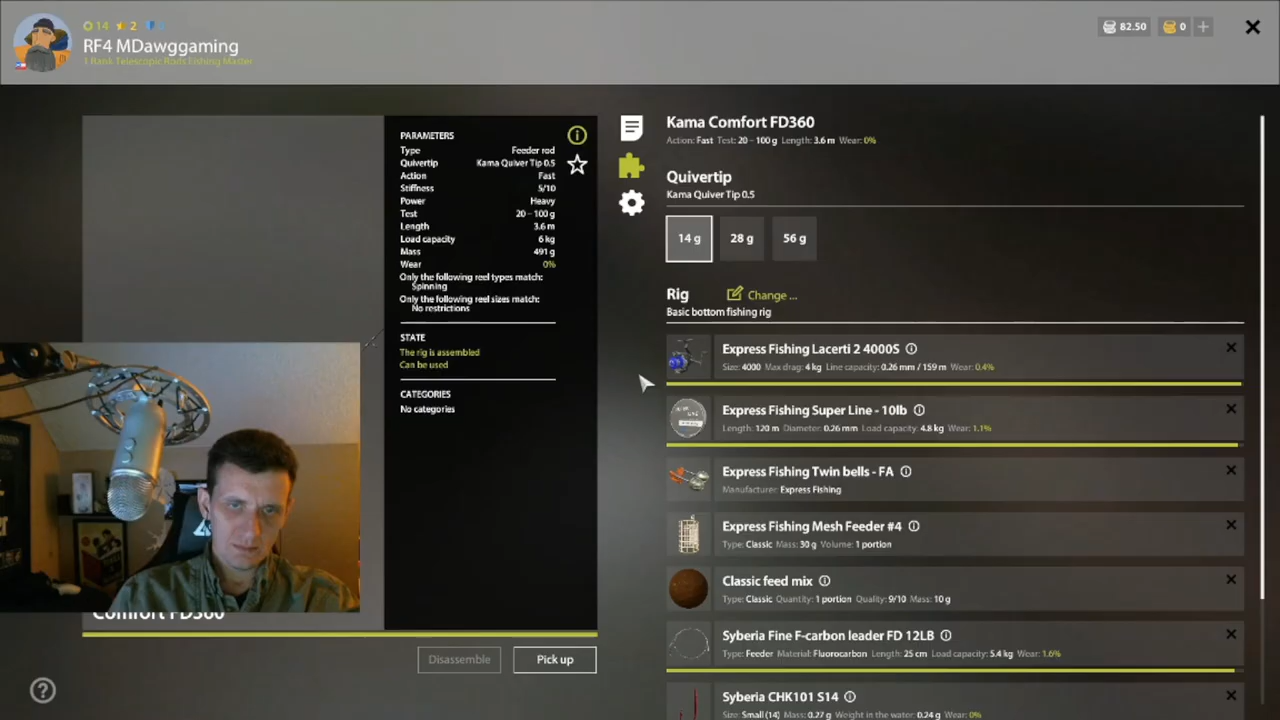 14 2
RF4 MDawggaming
1 Rank Telescopic Rods Fishing Master
82.50 0 +
PARAMETERS
Type Feeder rod
Quivertip Kama Quiver Tip 0.5
Action Fast
Stiffness 5/10
Power Heavy
Test 20 – 100 g
Length 3.6 m
Load capacity 6 kg
Mass 491 g
Wear 0%
Only the following reel types match:
Spinning
Only the following reel sizes match:
No restrictions
STATE
The rig is assembled
Can be used
CATEGORIES
No categories
Comfort FD360
Disassemble Pick up
Kama Comfort FD360
Action: Fast Test: 20 – 100 g Length: 3.6 m Wear: 0%
Quivertip
Kama Quiver Tip 0.5
14 g 28 g 56 g
Rig Change ...
Basic bottom fishing rig
Express Fishing Lacerti 2 4000S
Size: 4000 Max drag: 4 kg Line capacity: 0.26 mm / 159 m Wear: 0.4%
Express Fishing Super Line - 10lb
Length: 120 m Diameter: 0.26 mm Load capacity: 4.8 kg Wear: 1.1%
Express Fishing Twin bells - FA
Manufacturer: Express Fishing
Express Fishing Mesh Feeder #4
Type: Classic Mass: 30 g Volume: 1 portion
Classic feed mix
Type: Classic Quantity: 1 portion Quality: 9/10 Mass: 10 g
Syberia Fine F-carbon leader FD 12LB
Type: Feeder Material: Fluorocarbon Length: 25 cm Load capacity: 5.4 kg Wear: 1.6%
Syberia CHK101 S14
Size: Small (14) Mass: 0.27 g Weight in the water: 0.24 g Wear: 0%